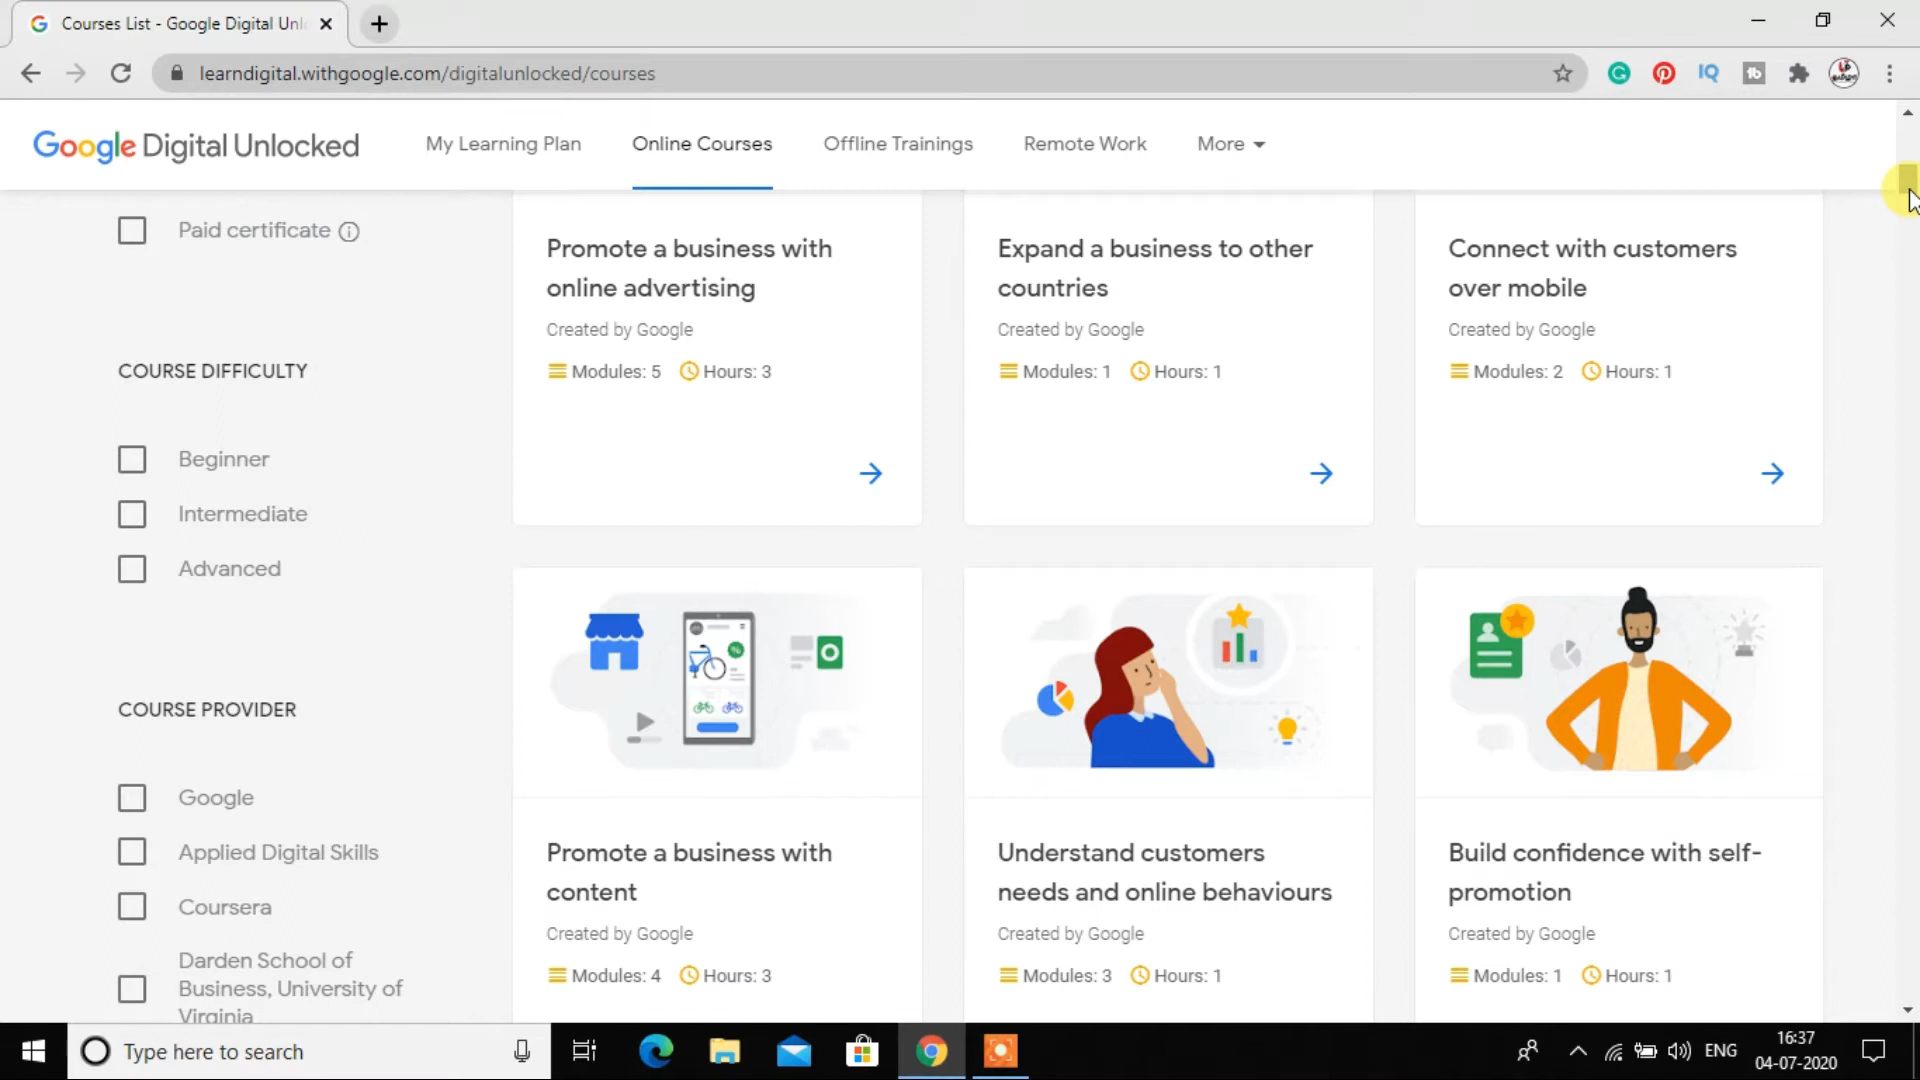 Courses List - Google Digital Unl
learndigital.withgoogle.com/digitalunlocked/courses
Google Digital Unlocked
My Learning Plan
Online Courses
Offline Trainings
Remote Work
More
Paid certificate
COURSE DIFFICULTY
Beginner
Intermediate
Advanced
COURSE PROVIDER
Google
Applied Digital Skills
Coursera
Darden School of
Business, University of
Virginia
Promote a business with
online advertising
Created by Google
Modules: 5 Hours: 3
Expand a business to other
countries
Created by Google
Modules: 1 Hours: 1
Connect with customers
over mobile
Created by Google
Modules: 2 Hours: 1
Promote a business with
content
Created by Google
Modules: 4 Hours: 3
Understand customers
needs and online behaviours
Created by Google
Modules: 3 Hours: 1
Build confidence with self-
promotion
Created by Google
Modules: 1 Hours: 1
Type here to search
ENG
16:37
04-07-2020